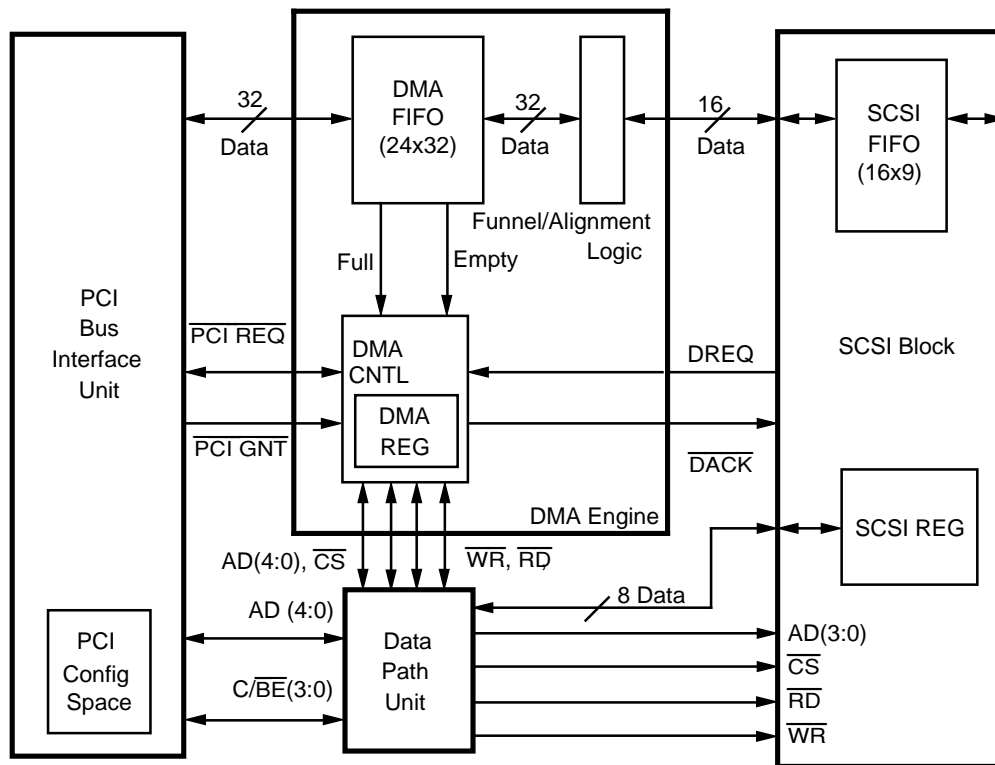 32
Data
DMA
FIFO
(24x32)
32
Data
Funnel/Alignment
Logic
16
Data
SCSI
FIFO
(16x9)
Full
Empty
PCI
Bus
Interface
Unit
PCI REQ
PCI GNT
DMA
CNTL
DMA
REG
DREQ
DACK
SCSI Block
DMA Engine
SCSI REG
AD(4:0), CS
WR, RD
8 Data
AD (4:0)
C/BE(3:0)
PCI
Config
Space
Data
Path
Unit
AD(3:0)
CS
RD
WR